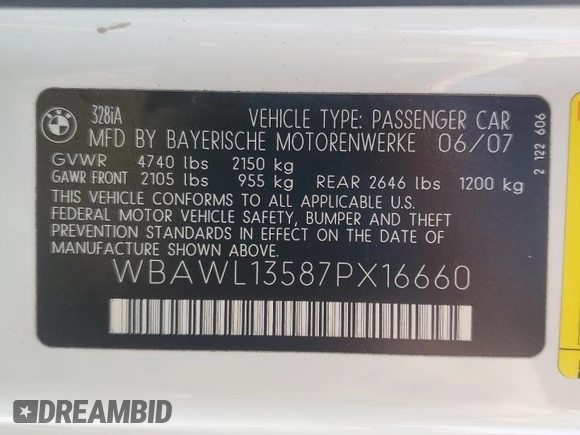 BMW
328iA
VEHICLE TYPE: PASSENGER CAR
MFD BY BAYERISCHE MOTORENWERKE 06/07
GVWR 4740 lbs 2150 kg
GAWR FRONT 2105 lbs 955 kg REAR 2646 lbs 1200 kg
THIS VEHICLE CONFORMS TO ALL APPLICABLE U.S.
FEDERAL MOTOR VEHICLE SAFETY, BUMPER AND THEFT
PREVENTION STANDARDS IN EFFECT ON THE DATE OF
MANUFACTURE SHOWN ABOVE.
WBAWL13587PX16660
2 122 606
DREAMBID